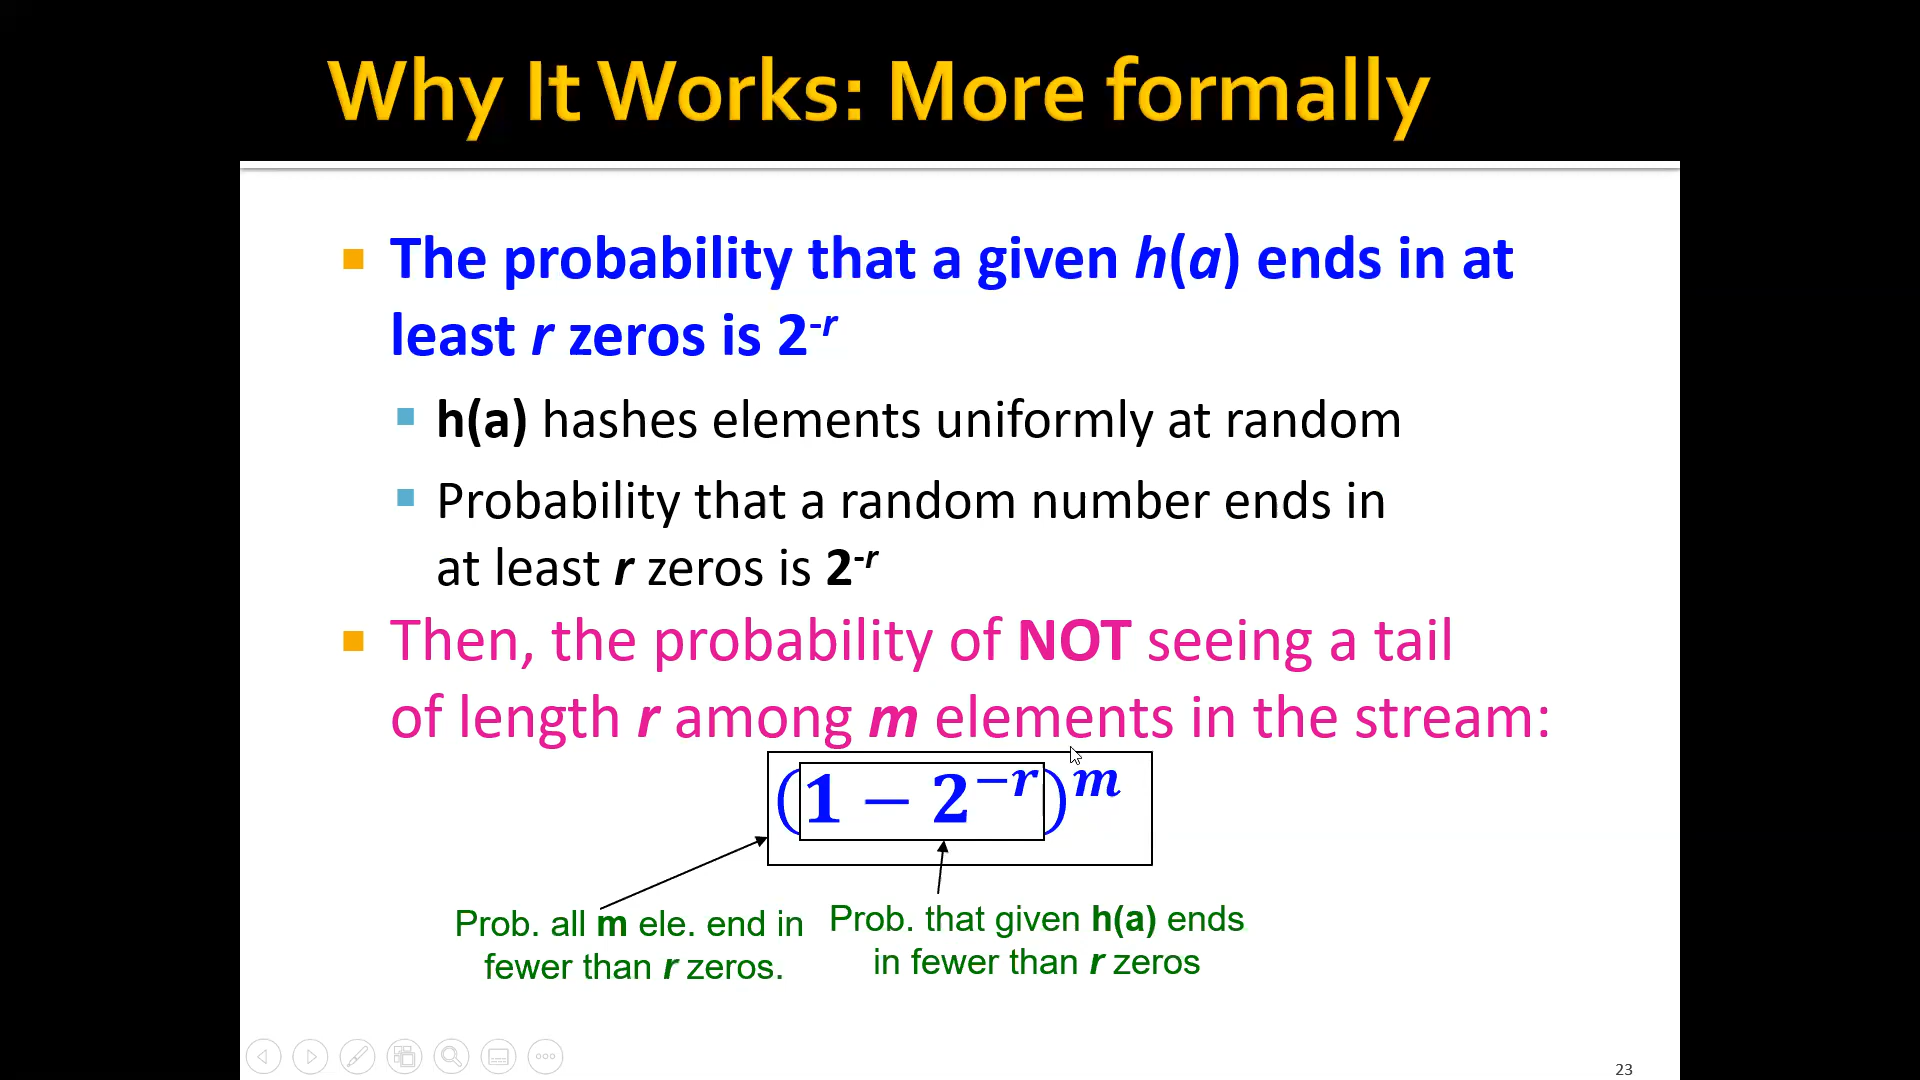 Why It Works: More formally
The probability that a given h(a) ends in at
least r zeros is 2⁻ʳ
h(a) hashes elements uniformly at random
Probability that a random number ends in
at least r zeros is 2⁻ʳ
Then, the probability of NOT seeing a tail
of length r among m elements in the stream:
(1 − 2⁻ʳ)ᵐ
Prob. all m ele. end in
fewer than r zeros.
Prob. that given h(a) ends
in fewer than r zeros
23